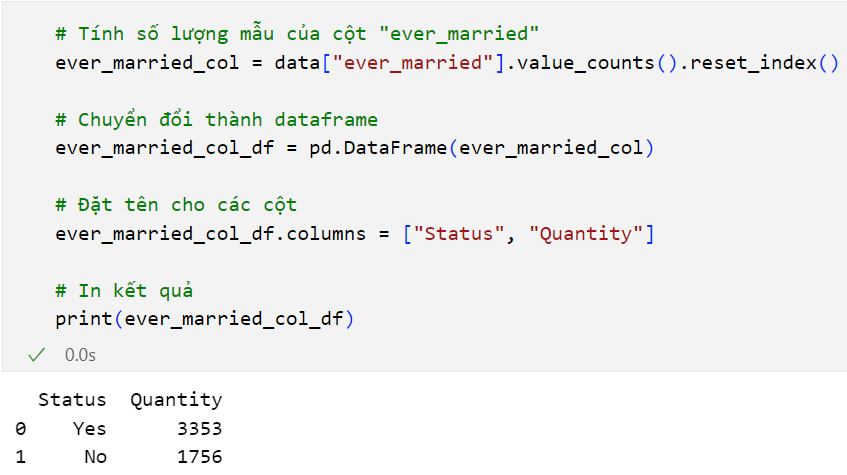 # Tính số lượng mẫu của cột "ever_married"
ever_married_col = data["ever_married"].value_counts().reset_index()
# Chuyển đổi thành dataframe
ever_married_col_df = pd.DataFrame(ever_married_col)
# Đặt tên cho các cột
ever_married_col_df.columns = ["Status", "Quantity"]
# In kết quả
print(ever_married_col_df)
0.0s
Status Quantity
0 Yes 3353
1 No 1756